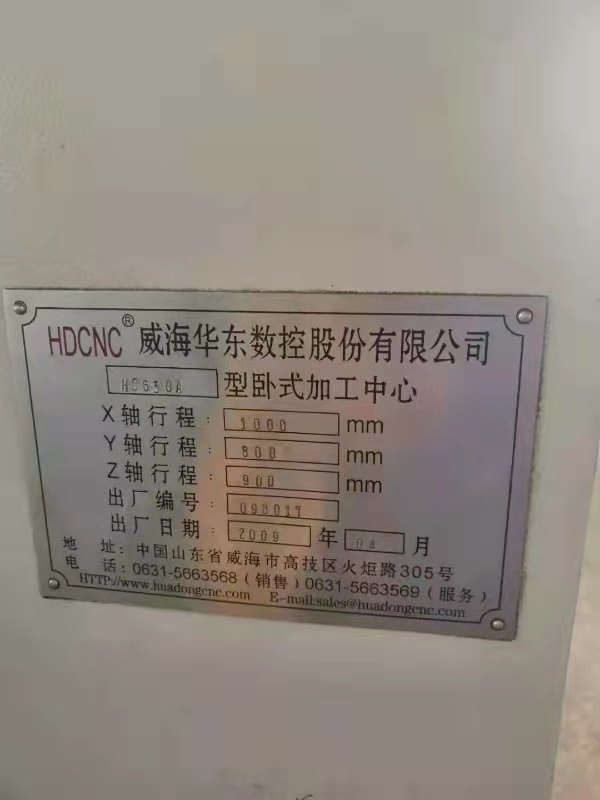 HDCNC® 威海华东数控股份有限公司
HC630A 型卧式加工中心
X轴行程: 1000 mm
Y轴行程: 800 mm
Z轴行程: 900 mm
出厂编号:
出厂日期: 2009 年 04 月
地 址: 中国山东省威海市高技区火炬路305号
电 话: 0631-5663568(销售)0631-5663569(服务)
HTTP//www.huadongcnc.com E-mail:sales@huadongcnc.com